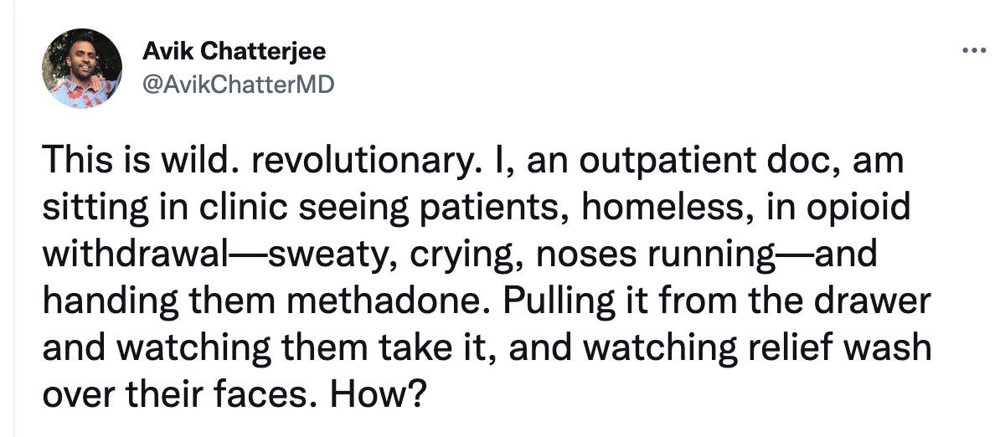 Avik Chatterjee
@AvikChatterMD
This is wild. revolutionary. I, an outpatient doc, am
sitting in clinic seeing patients, homeless, in opioid
withdrawal—sweaty, crying, noses running—and
handing them methadone. Pulling it from the drawer
and watching them take it, and watching relief wash
over their faces. How?